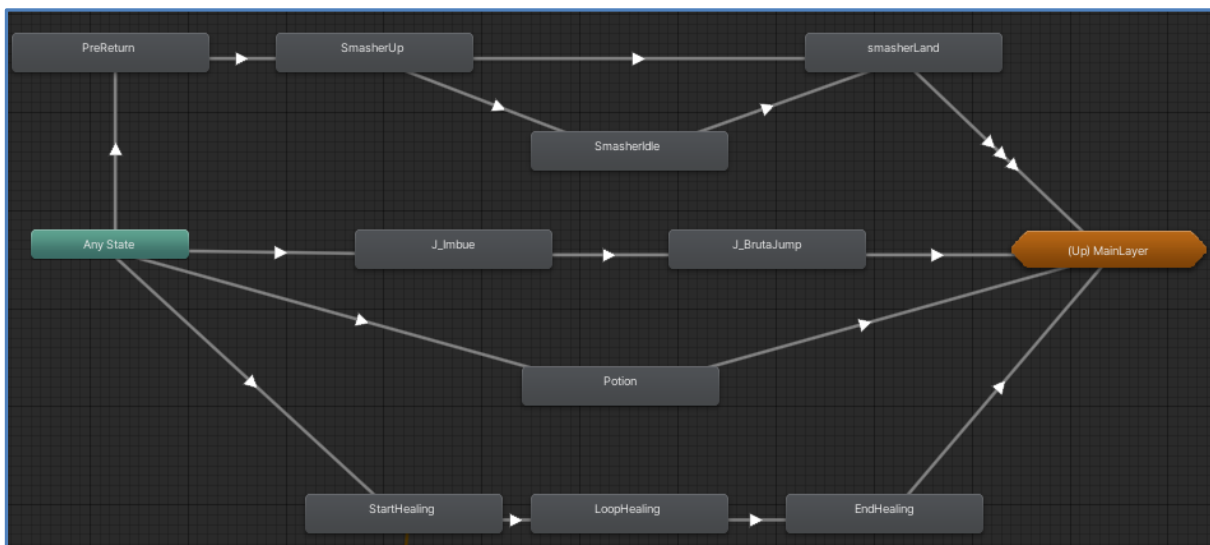 PreReturn
SmasherUp
smasherLand
SmasherIdle
Any State
J_Imbue
J_BrutaJump
(Up) MainLayer
Potion
StartHealing
LoopHealing
EndHealing